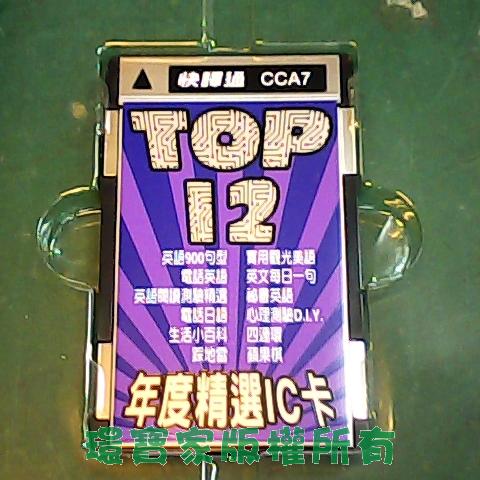 ▲ 快譯通 CCA7
TOP
12
英語900句型 實用觀光美語
電話英語 英文每日一句
英語閱讀測驗精選 祕書英語
電話日語 心理測驗D.I.Y.
生活小百科 四連環
踩地雷 蘋果棋
年度精選IC卡
環寶家版權所有